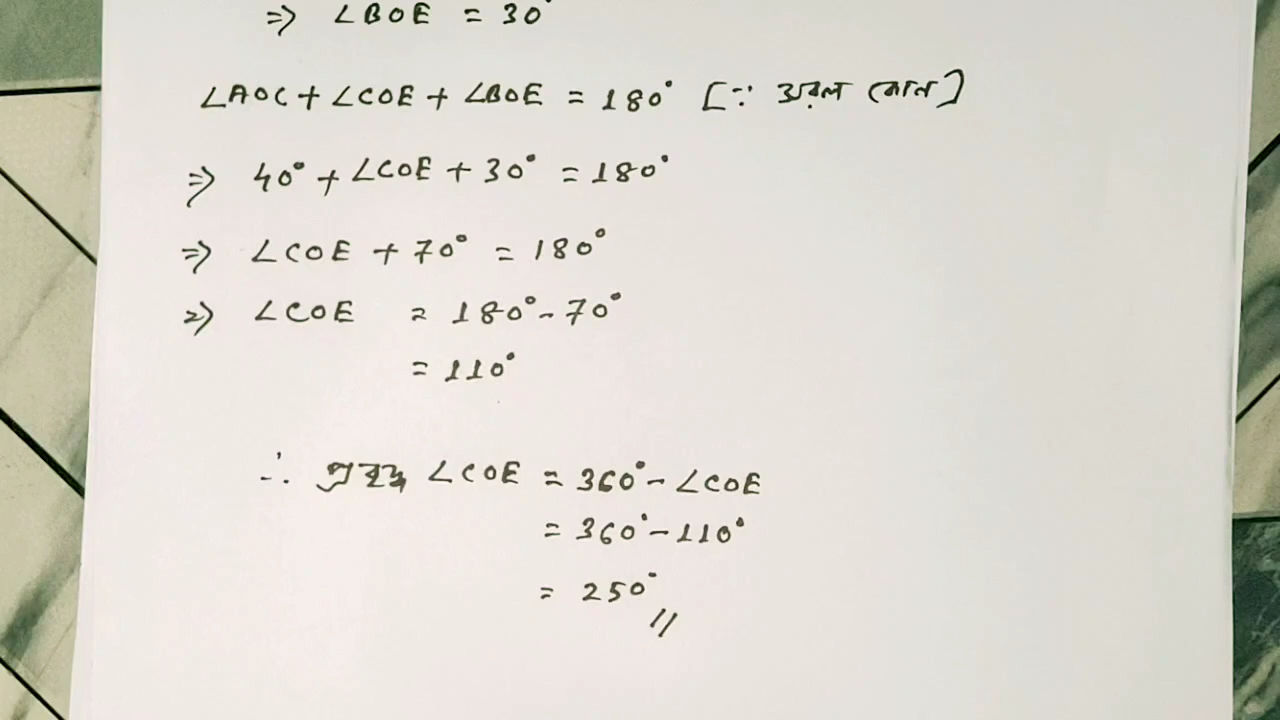 ⇒ ∠BOE = 30°
∠AOC + ∠COE + ∠BOE = 180° [∵ সরল কোন]
⇒ 40° + ∠COE + 30° = 180°
⇒ ∠COE + 70° = 180°
⇒ ∠COE = 180° - 70°
= 110°
∴ প্রবৃদ্ধ ∠COE = 360° - ∠COE
= 360° - 110°
= 250° //